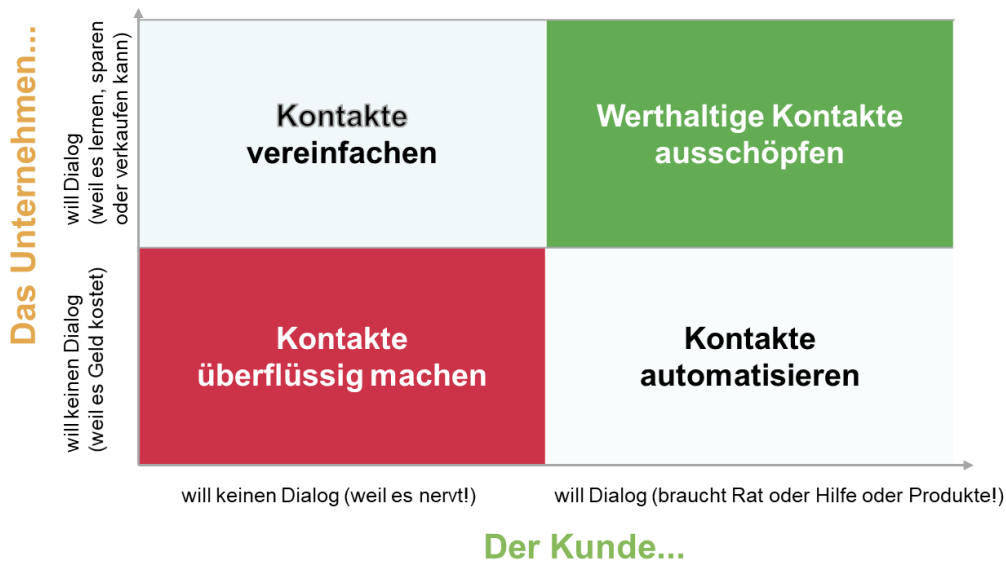 Das Unternehmen...
will Dialog
(weil es lernen, sparen
oder verkaufen kann)
will keinen Dialog
(weil es Geld kostet)
Kontakte
vereinfachen
Werthaltige Kontakte
ausschöpfen
Kontakte
überflüssig machen
Kontakte
automatisieren
will keinen Dialog (weil es nervt!)
will Dialog (braucht Rat oder Hilfe oder Produkte!)
Der Kunde...